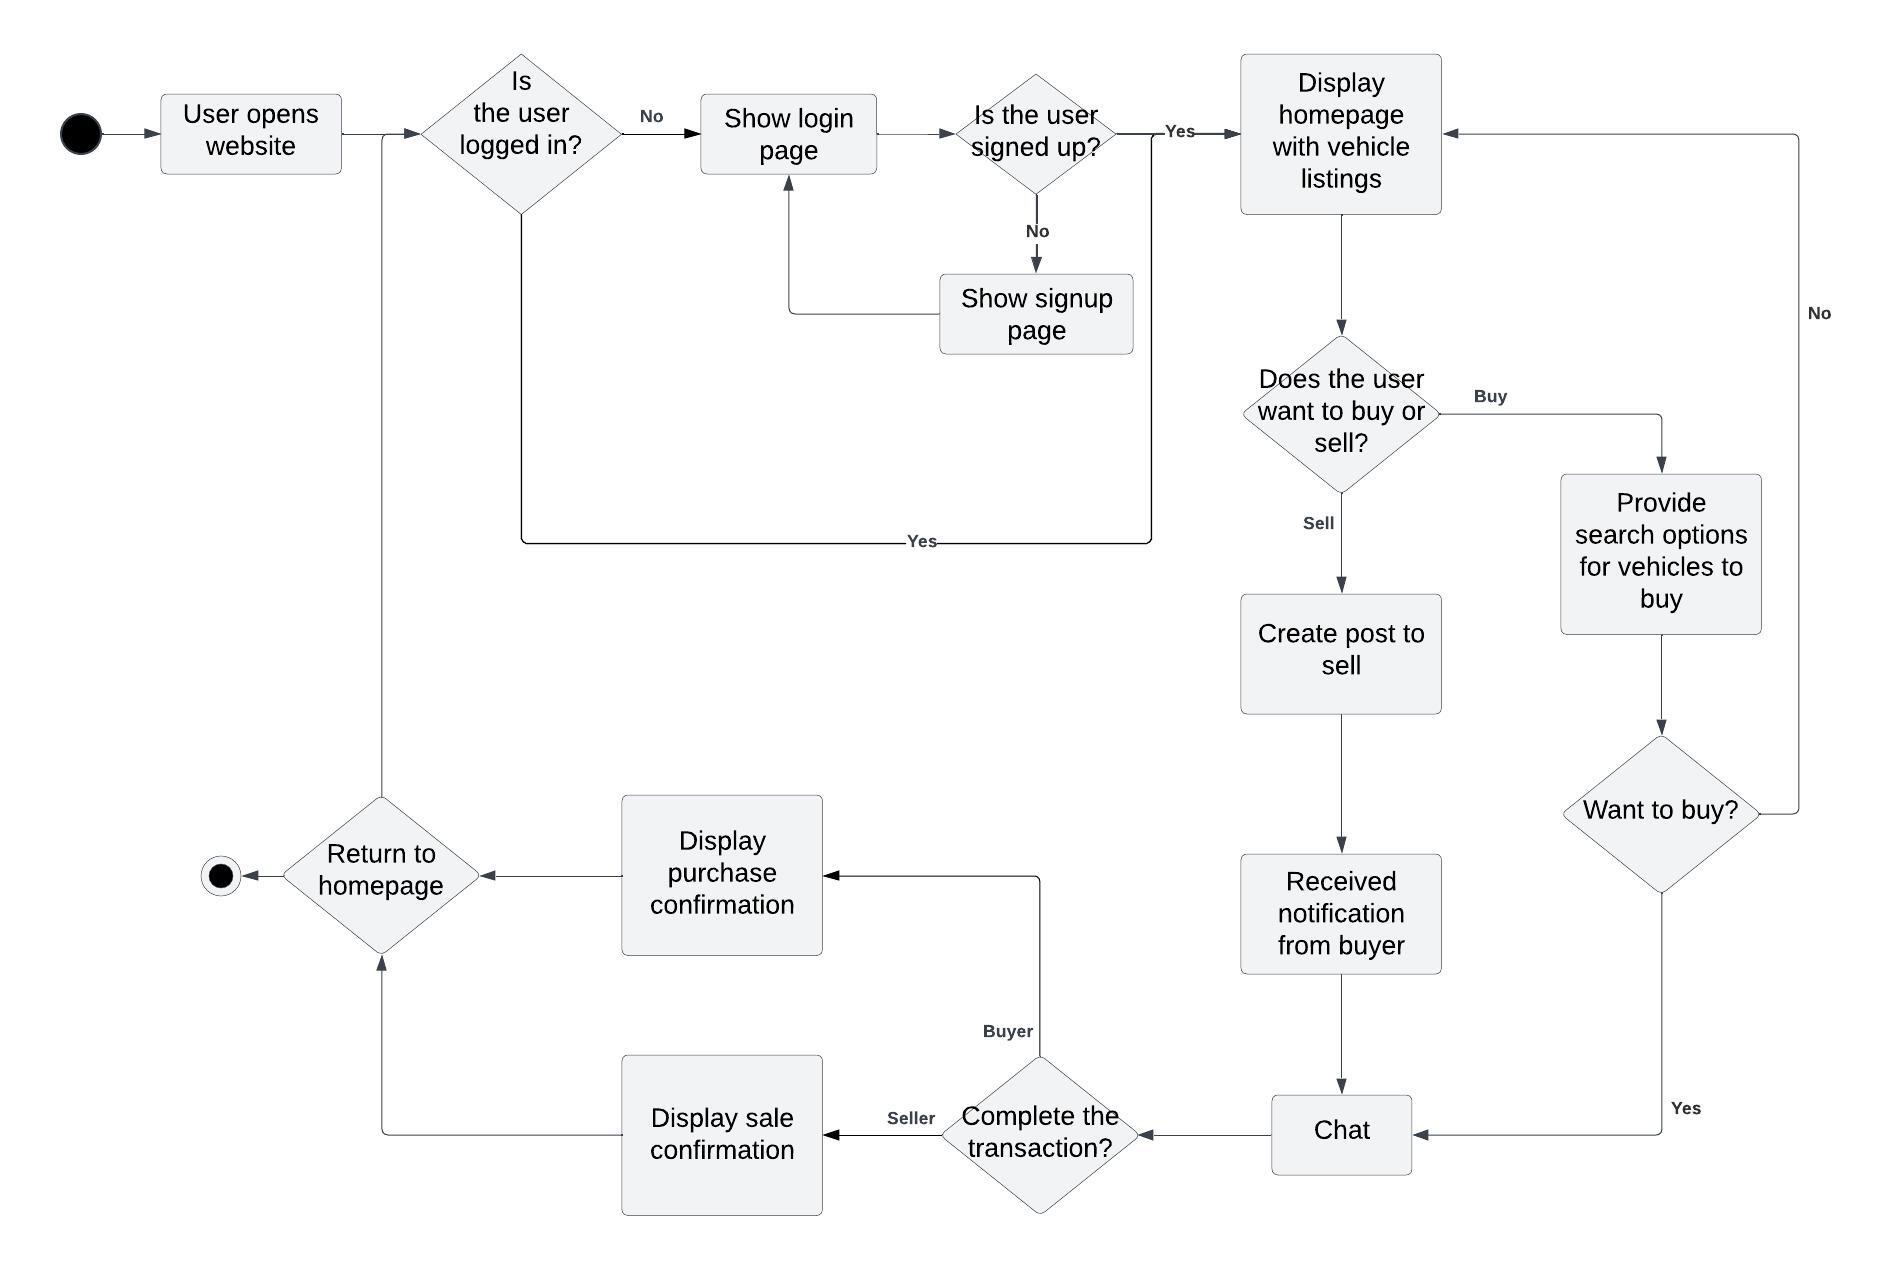 User opens
website
Is
the user
logged in?
No
Show login
page
Is the user
signed up?
Yes
Display
homepage
with vehicle
listings
No
Show signup
page
No
Does the user
want to buy or
sell?
Buy
Sell
Provide
search options
for vehicles to
buy
Yes
Create post to
sell
Want to buy?
Return to
homepage
Display
purchase
confirmation
Received
notification
from buyer
Buyer
Display sale
confirmation
Seller
Complete the
transaction?
Chat
Yes